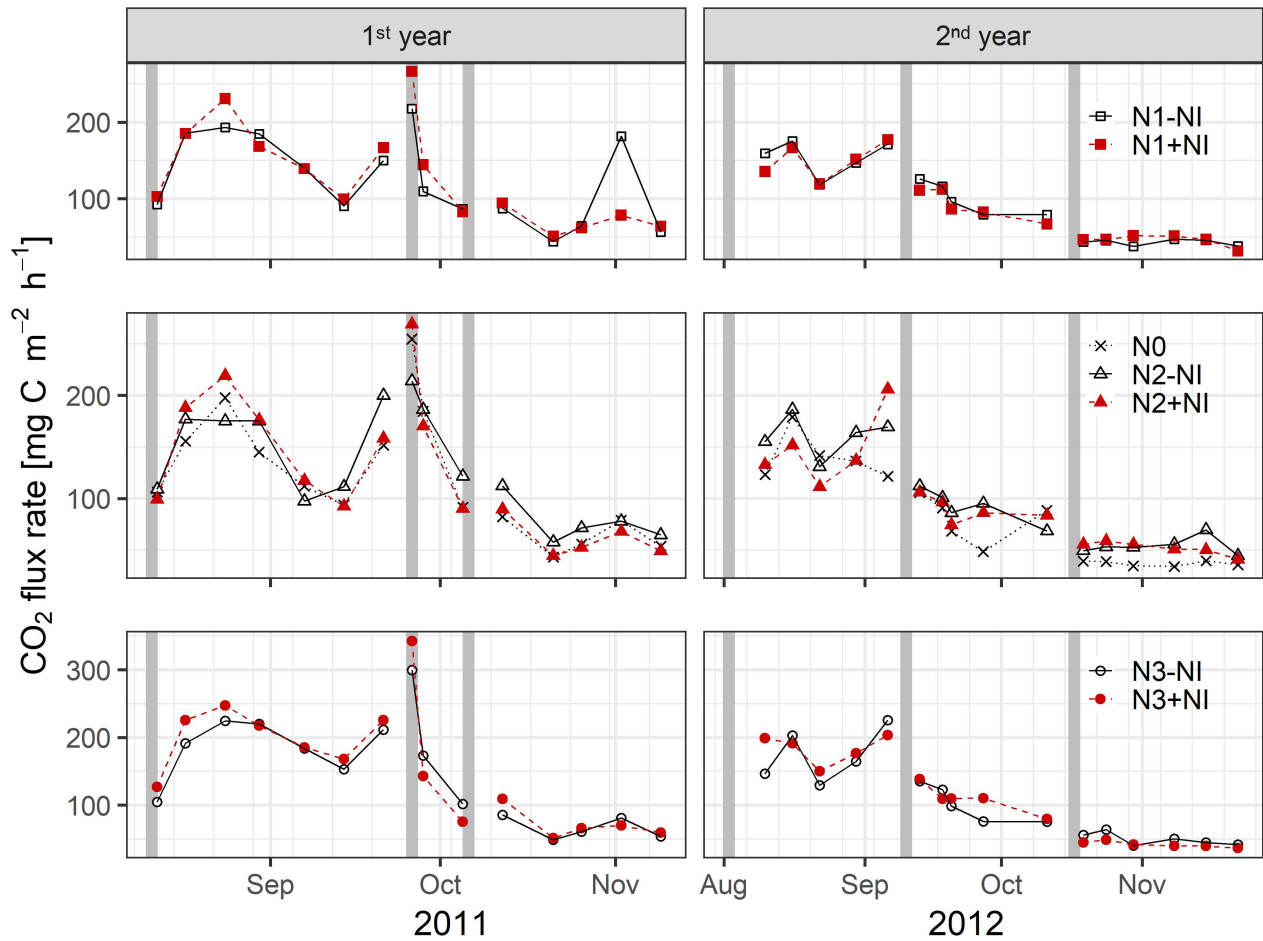 1st year
2nd year
CO2 flux rate [mg C m−2 h−1]
200
100
N1-NI
N1+NI
200
100
N0
N2-NI
N2+NI
300
200
100
N3-NI
N3+NI
Sep
Oct
Nov
Aug
Sep
Oct
Nov
2011
2012